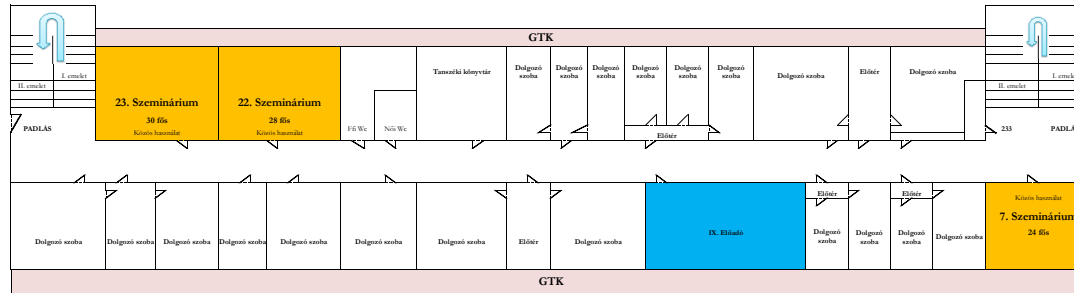 GTK
I. emelet
II. emelet
PADLÁS
23. Szeminárium
30 fős
Közös használat
22. Szeminárium
28 fős
Közös használat
Ffi Wc
Női Wc
Tanszéki könyvtár
Dolgozó
szoba
Dolgozó
szoba
Dolgozó
szoba
Dolgozó
szoba
Dolgozó
szoba
Dolgozó
szoba
Előtér
Dolgozó szoba
Előtér
Dolgozó szoba
I. emelet
II. emelet
233
Dolgozó szoba
Dolgozó szoba
Dolgozó szoba
Dolgozó szoba
Dolgozó szoba
Dolgozó szoba
Dolgozó szoba
Előtér
Dolgozó szoba
IX. Előadó
Előtér
Dolgozó
szoba
Dolgozó
szoba
Előtér
Dolgozó
szoba
Dolgozó szoba
Közös használat
7. Szeminárium
24 fős
GTK